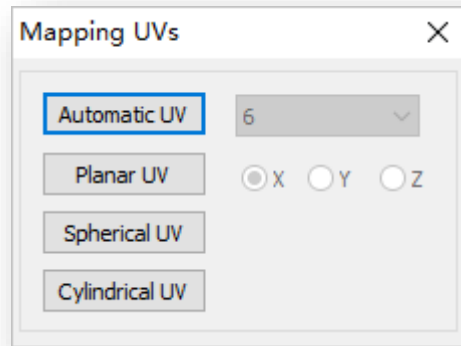 Mapping UVs
Automatic UV 6
Planar UV X Y Z
Spherical UV
Cylindrical UV